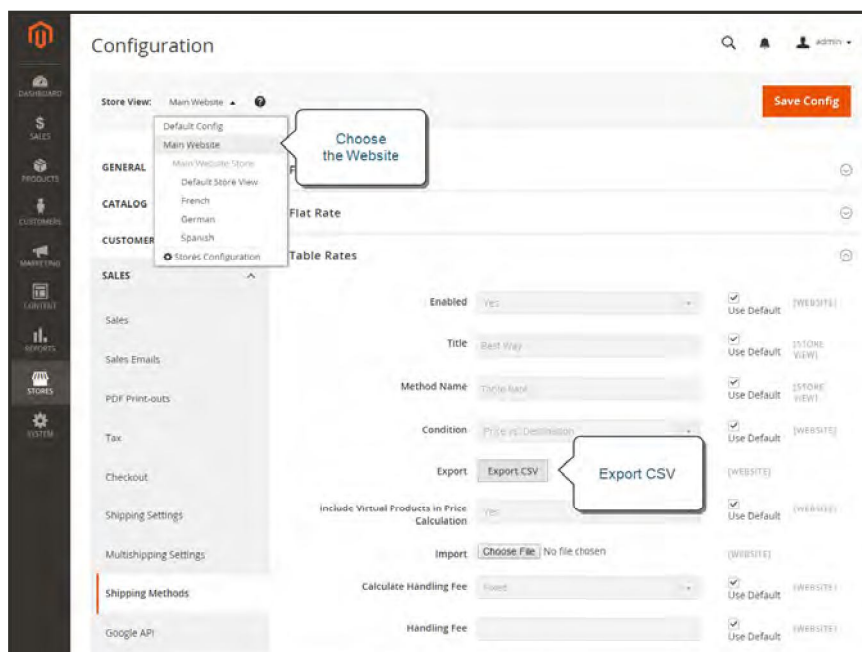 Configuration
admin
DASHBOARD
SALES
PRODUCTS
CUSTOMERS
MARKETING
CONTENT
REPORTS
STORES
SYSTEM
Store View: Main Website
Save Config
Default Config
Main Website
Main Website Store
Default Store View
French
German
Spanish
Stores Configuration
Choose
the Website
GENERAL
CATALOG
CUSTOMER
SALES
Sales
Sales Emails
PDF Print-outs
Tax
Checkout
Shipping Settings
Multishipping Settings
Shipping Methods
Google API
F
Flat Rate
Table Rates
Enabled Yes Use Default [WEBSITE]
Title Best Way Use Default [STORE
VIEW]
Method Name Table Rate Use Default [STORE
VIEW]
Condition Price vs. Destination Use Default [WEBSITE]
Export Export CSV [WEBSITE]
Export CSV
Include Virtual Products in Price
Calculation Yes Use Default [WEBSITE]
Import Choose File No file chosen [WEBSITE]
Calculate Handling Fee Fixed Use Default [WEBSITE]
Handling Fee Use Default [WEBSITE]